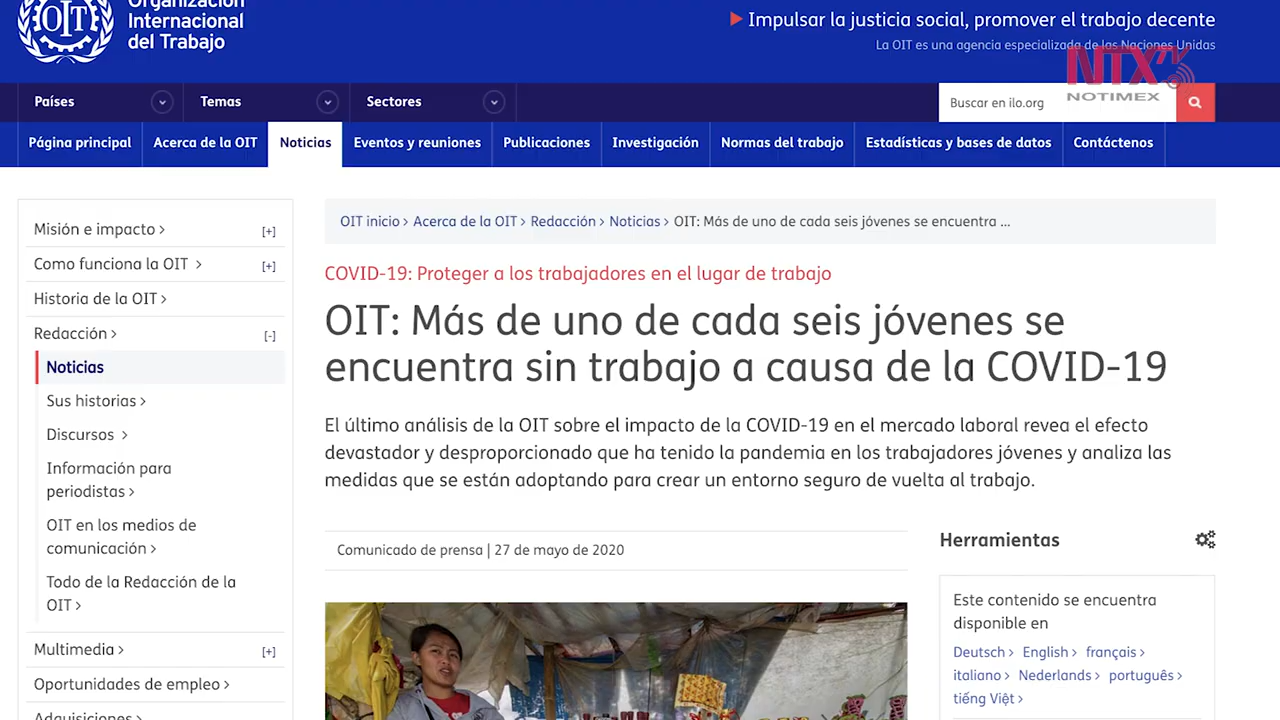 Organización
Internacional
del Trabajo
OIT
Impulsar la justicia social, promover el trabajo decente
La OIT es una agencia especializada de las Naciones Unidas
NTX
NOTIMEX
Países
Temas
Sectores
Buscar en ilo.org
Página principal
Acerca de la OIT
Noticias
Eventos y reuniones
Publicaciones
Investigación
Normas del trabajo
Estadísticas y bases de datos
Contáctenos
Misión e impacto > [+]
Como funciona la OIT > [+]
Historia de la OIT >
Redacción > [-]
Noticias
Sus historias >
Discursos >
Información para
periodistas >
OIT en los medios de
comunicación >
Todo de la Redacción de la
OIT >
Multimedia > [+]
Oportunidades de empleo >
Adquisiciones >
OIT inicio > Acerca de la OIT > Redacción > Noticias > OIT: Más de uno de cada seis jóvenes se encuentra ...
COVID-19: Proteger a los trabajadores en el lugar de trabajo
OIT: Más de uno de cada seis jóvenes se
encuentra sin trabajo a causa de la COVID-19
El último análisis de la OIT sobre el impacto de la COVID-19 en el mercado laboral revea el efecto
devastador y desproporcionado que ha tenido la pandemia en los trabajadores jóvenes y analiza las
medidas que se están adoptando para crear un entorno seguro de vuelta al trabajo.
Comunicado de prensa | 27 de mayo de 2020
Herramientas
Este contenido se encuentra
disponible en
Deutsch > English > français >
italiano > Nederlands > português >
tiếng Việt >